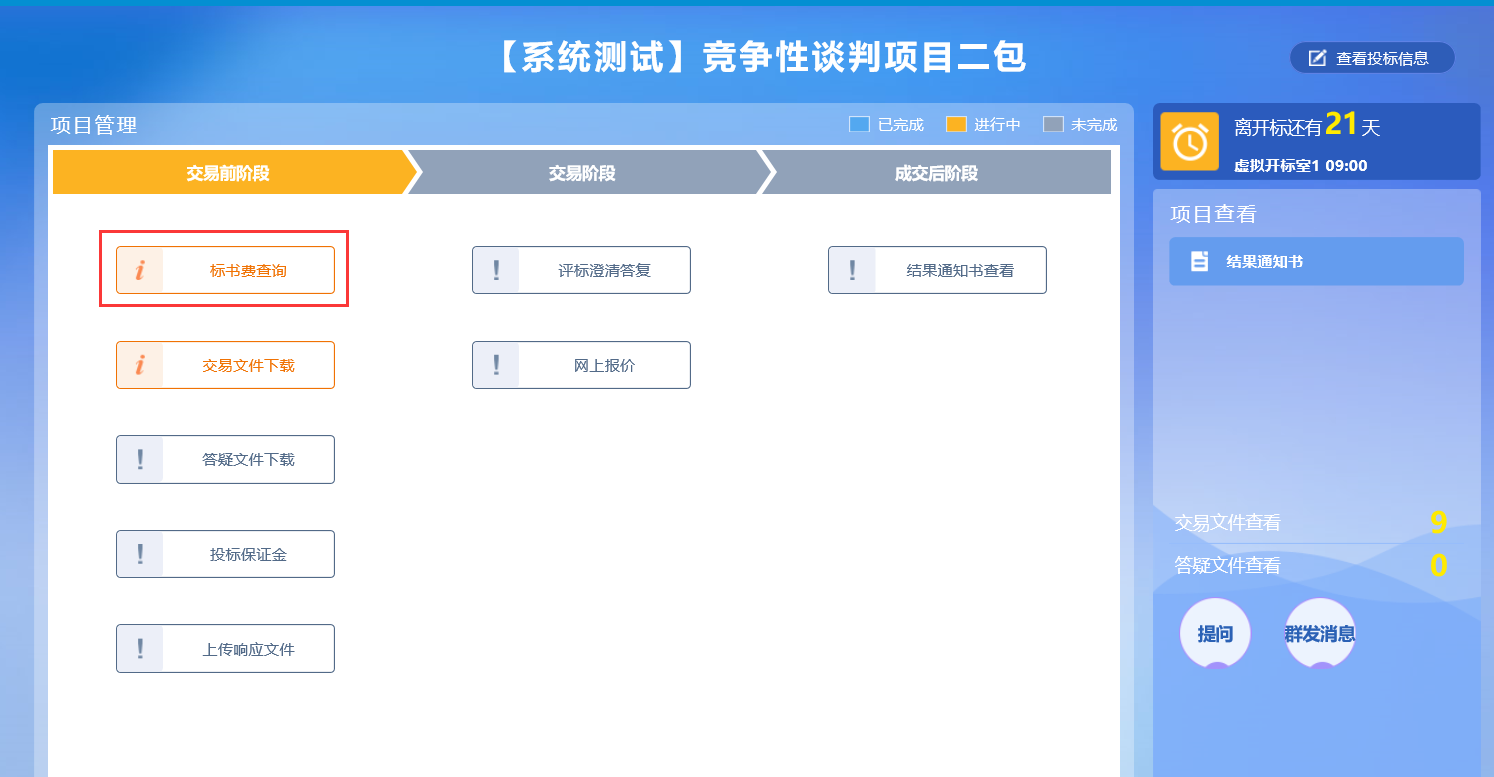 【系统测试】竞争性谈判项目二包
查看投标信息
项目管理
已完成
进行中
未完成
交易前阶段
交易阶段
成交后阶段
标书费查询
评标澄清答复
结果通知书查看
交易文件下载
网上报价
答疑文件下载
投标保证金
上传响应文件
离开标还有21天
虚拟开标室1 09:00
项目查看
结果通知书
交易文件查看 9
答疑文件查看 0
提问
群发消息